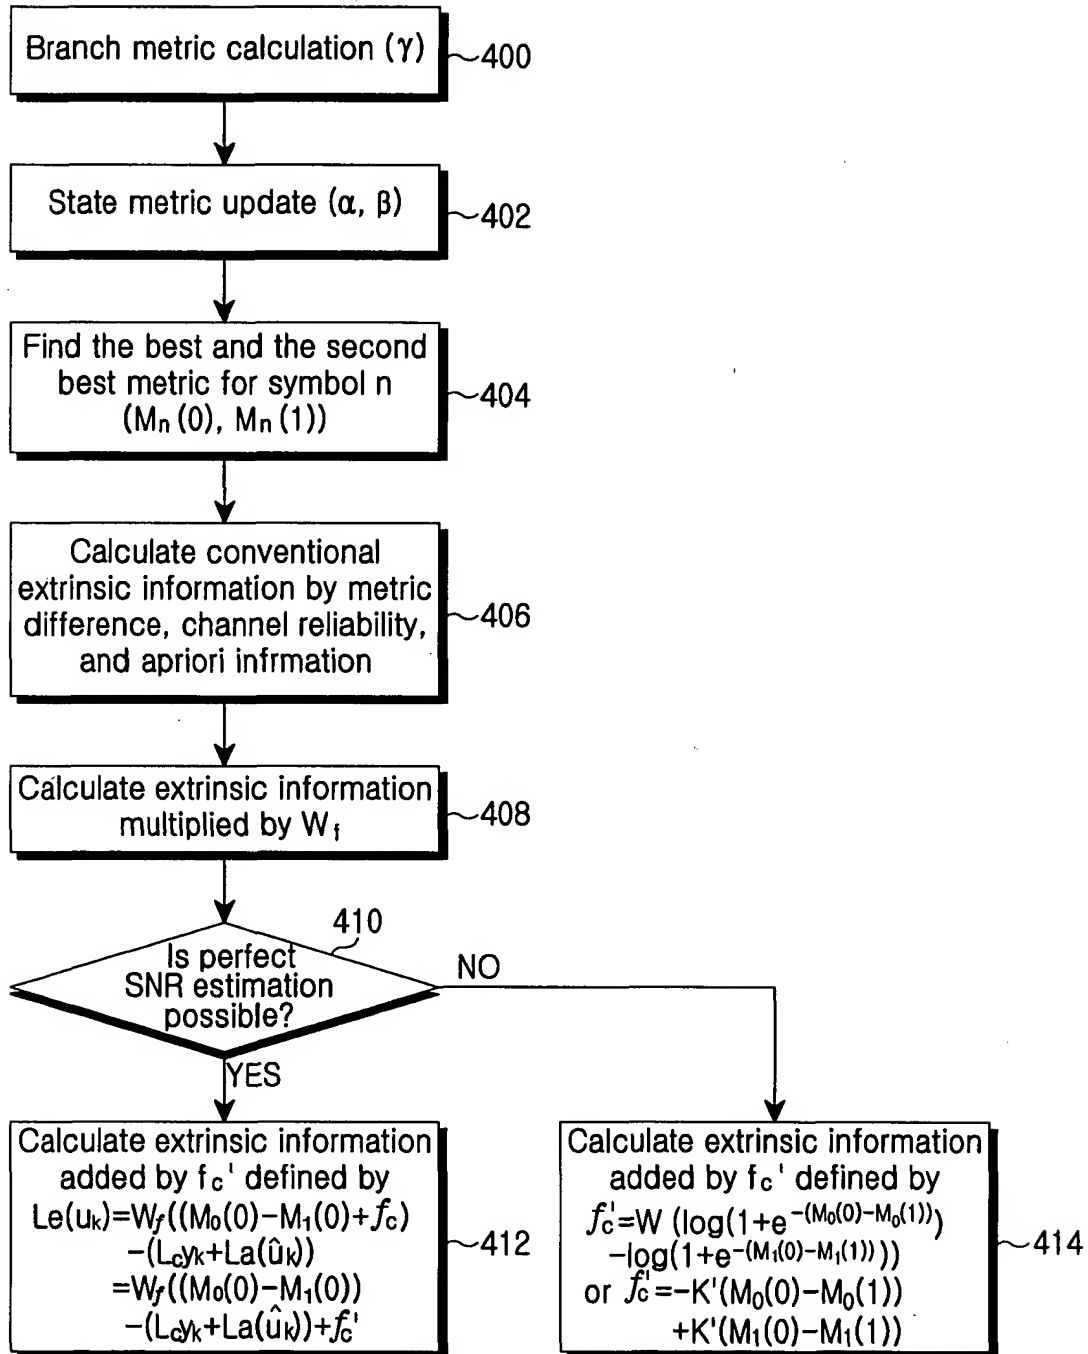 Branch metric calculation (γ)
400
State metric update (α, β)
402
Find the best and the second
best metric for symbol n
(Mn(0), Mn(1))
404
Calculate conventional
extrinsic information by metric
difference, channel reliability,
and apriori infrmation
406
Calculate extrinsic information
multiplied by Wf
408
410
Is perfect
SNR estimation
possible?
NO
YES
Calculate extrinsic information
added by fc' defined by
Le(uk)=Wf((M0(0)-M1(0)+fc)
-(Lcyk+La(ûk))
=Wf((M0(0)-M1(0))
-(Lcyk+La(ûk))+fc'
412
Calculate extrinsic information
added by fc' defined by
fc'=W (log(1+e-(M0(0)-M0(1)))
-log(1+e-(M1(0)-M1(1))))
or fc'=-K'(M0(0)-M0(1))
+K'(M1(0)-M1(1))
414